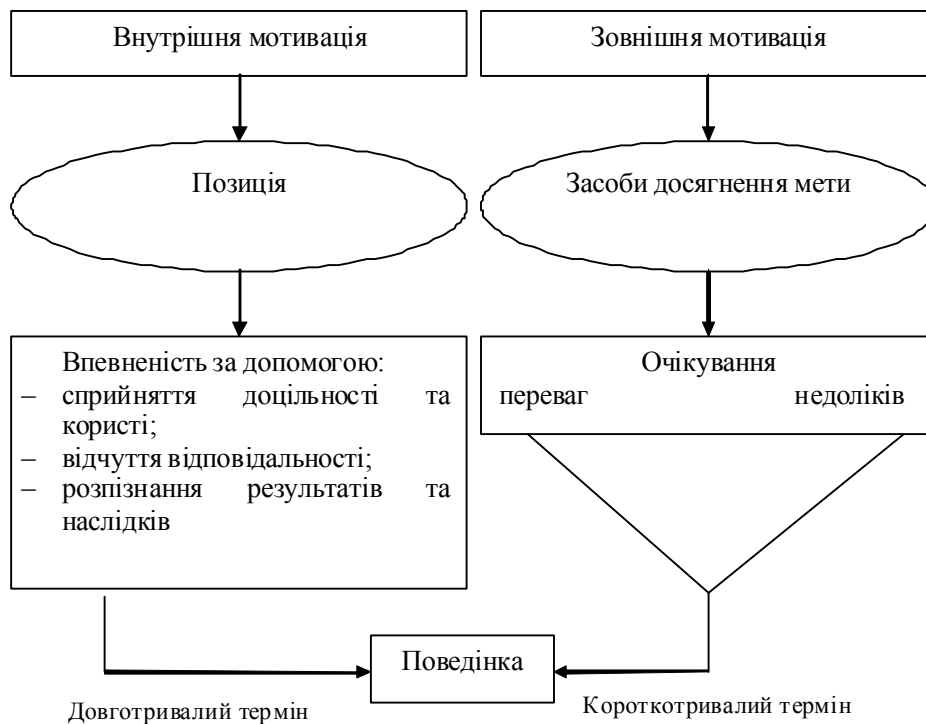 Внутрішня мотивація
Зовнішня мотивація
Позиція
Засоби досягнення мети
Впевненість за допомогою:
– сприйняття доцільності та
користі;
– відчуття відповідальності;
– розпізнання результатів та
наслідків
Очікування
переваг недоліків
Поведінка
Довготривалий термін
Короткотривалий термін